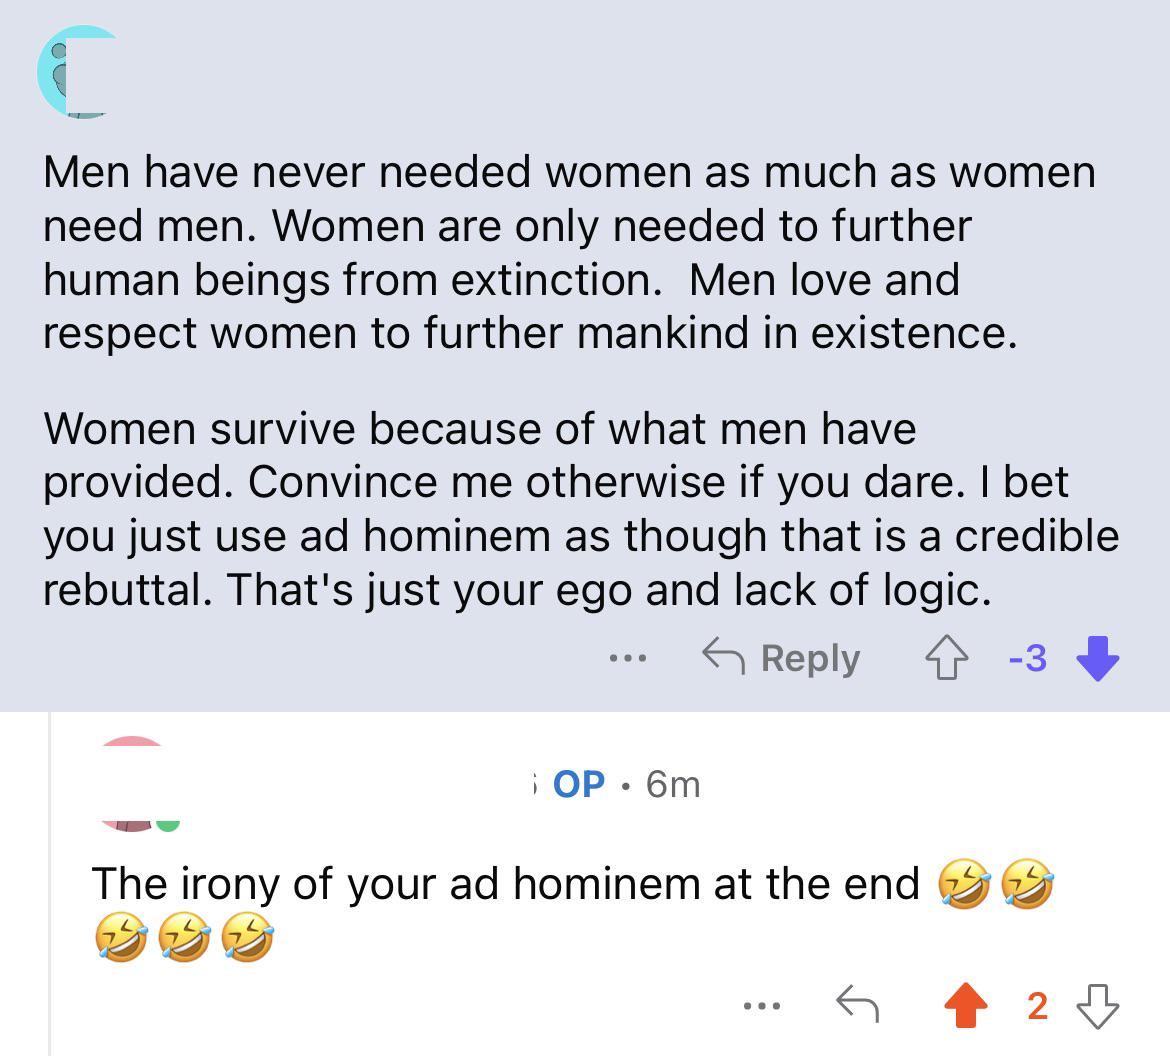 Men have never needed women as much as women
need men. Women are only needed to further
human beings from extinction.  Men love and
respect women to further mankind in existence.
Women survive because of what men have
provided. Convince me otherwise if you dare. I bet
you just use ad hominem as though that is a credible
rebuttal. That's just your ego and lack of logic.
... Reply -3
OP • 6m
The irony of your ad hominem at the end 🤣🤣
🤣🤣🤣
... 2